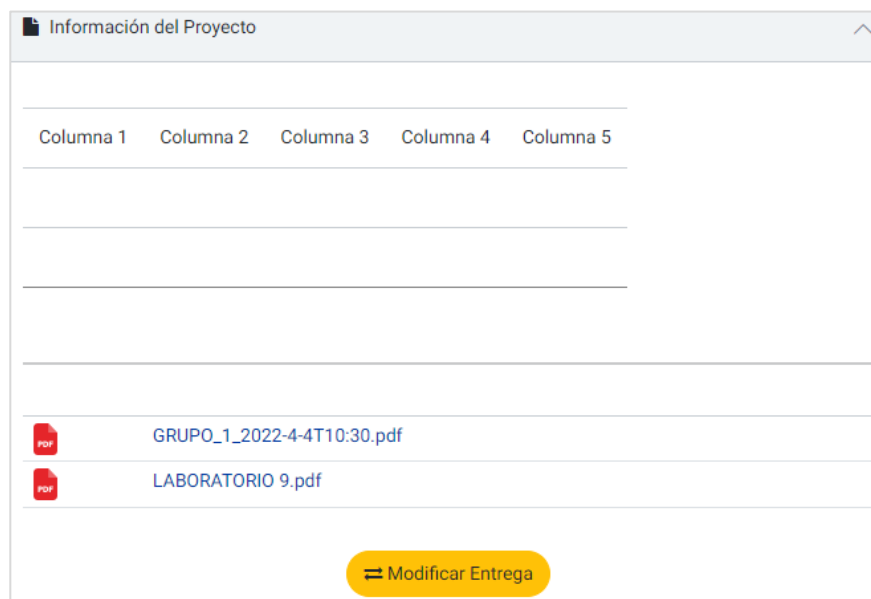 Información del Proyecto
Columna 1 Columna 2 Columna 3 Columna 4 Columna 5
PDF GRUPO_1_2022-4-4T10:30.pdf
PDF LABORATORIO 9.pdf
Modificar Entrega